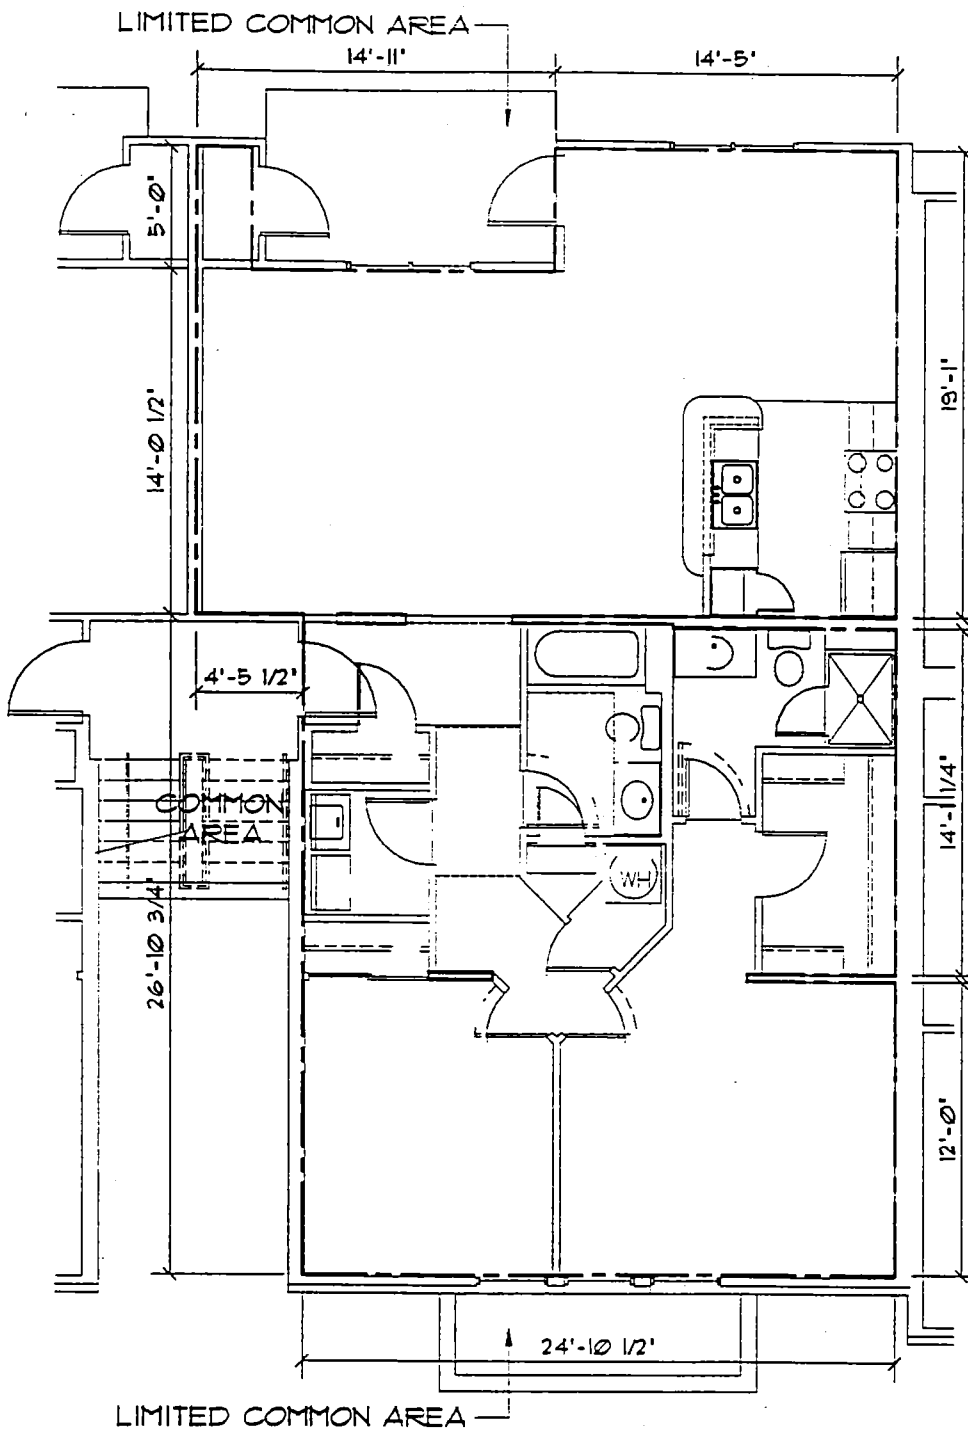 LIMITED COMMON AREA
14'-11"
14'-5"
5'-0"
14'-0 1/2"
19'-1"
4'-5 1/2"
COMMON
AREA
26'-10 3/4"
WH
14'-1 1/4"
12'-0"
24'-10 1/2"
LIMITED COMMON AREA